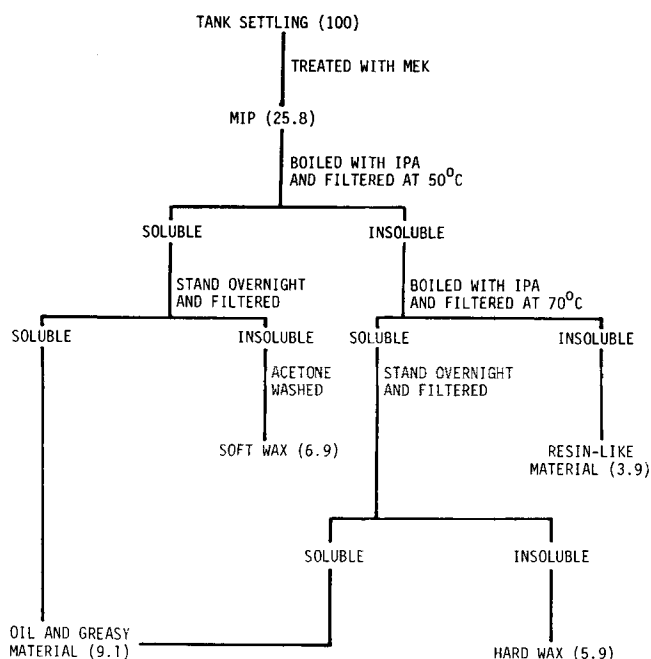 TANK SETTLING (100)
TREATED WITH MEK
MIP (25.8)
BOILED WITH IPA
AND FILTERED AT 50°C
SOLUBLE
INSOLUBLE
STAND OVERNIGHT
AND FILTERED
BOILED WITH IPA
AND FILTERED AT 70°C
SOLUBLE
INSOLUBLE
SOLUBLE
INSOLUBLE
ACETONE
WASHED
STAND OVERNIGHT
AND FILTERED
SOFT WAX (6.9)
RESIN-LIKE
MATERIAL (3.9)
SOLUBLE
INSOLUBLE
OIL AND GREASY
MATERIAL (9.1)
HARD WAX (5.9)